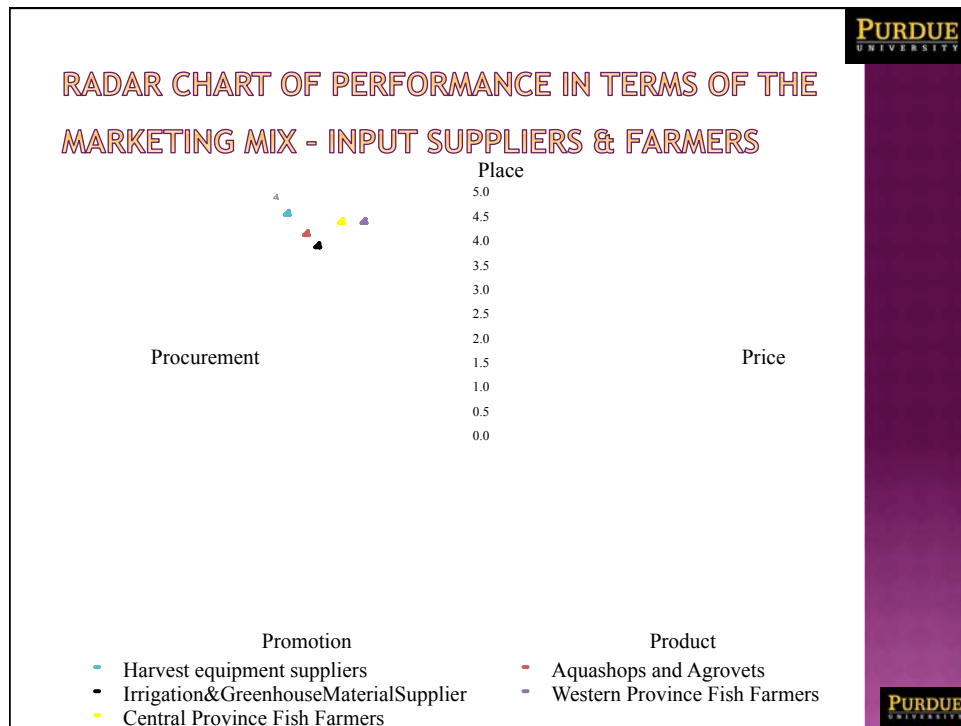 PURDUE
UNIVERSITY
RADAR CHART OF PERFORMANCE IN TERMS OF THE
MARKETING MIX - INPUT SUPPLIERS & FARMERS
Place
5.0
4.5
4.0
3.5
3.0
2.5
2.0
1.5
1.0
0.5
0.0
Procurement
Price
Promotion
Product
Harvest equipment suppliers
Aquashops and Agrovets
Irrigation&GreenhouseMaterialSupplier
Western Province Fish Farmers
Central Province Fish Farmers
PURDUE
UNIVERSITY